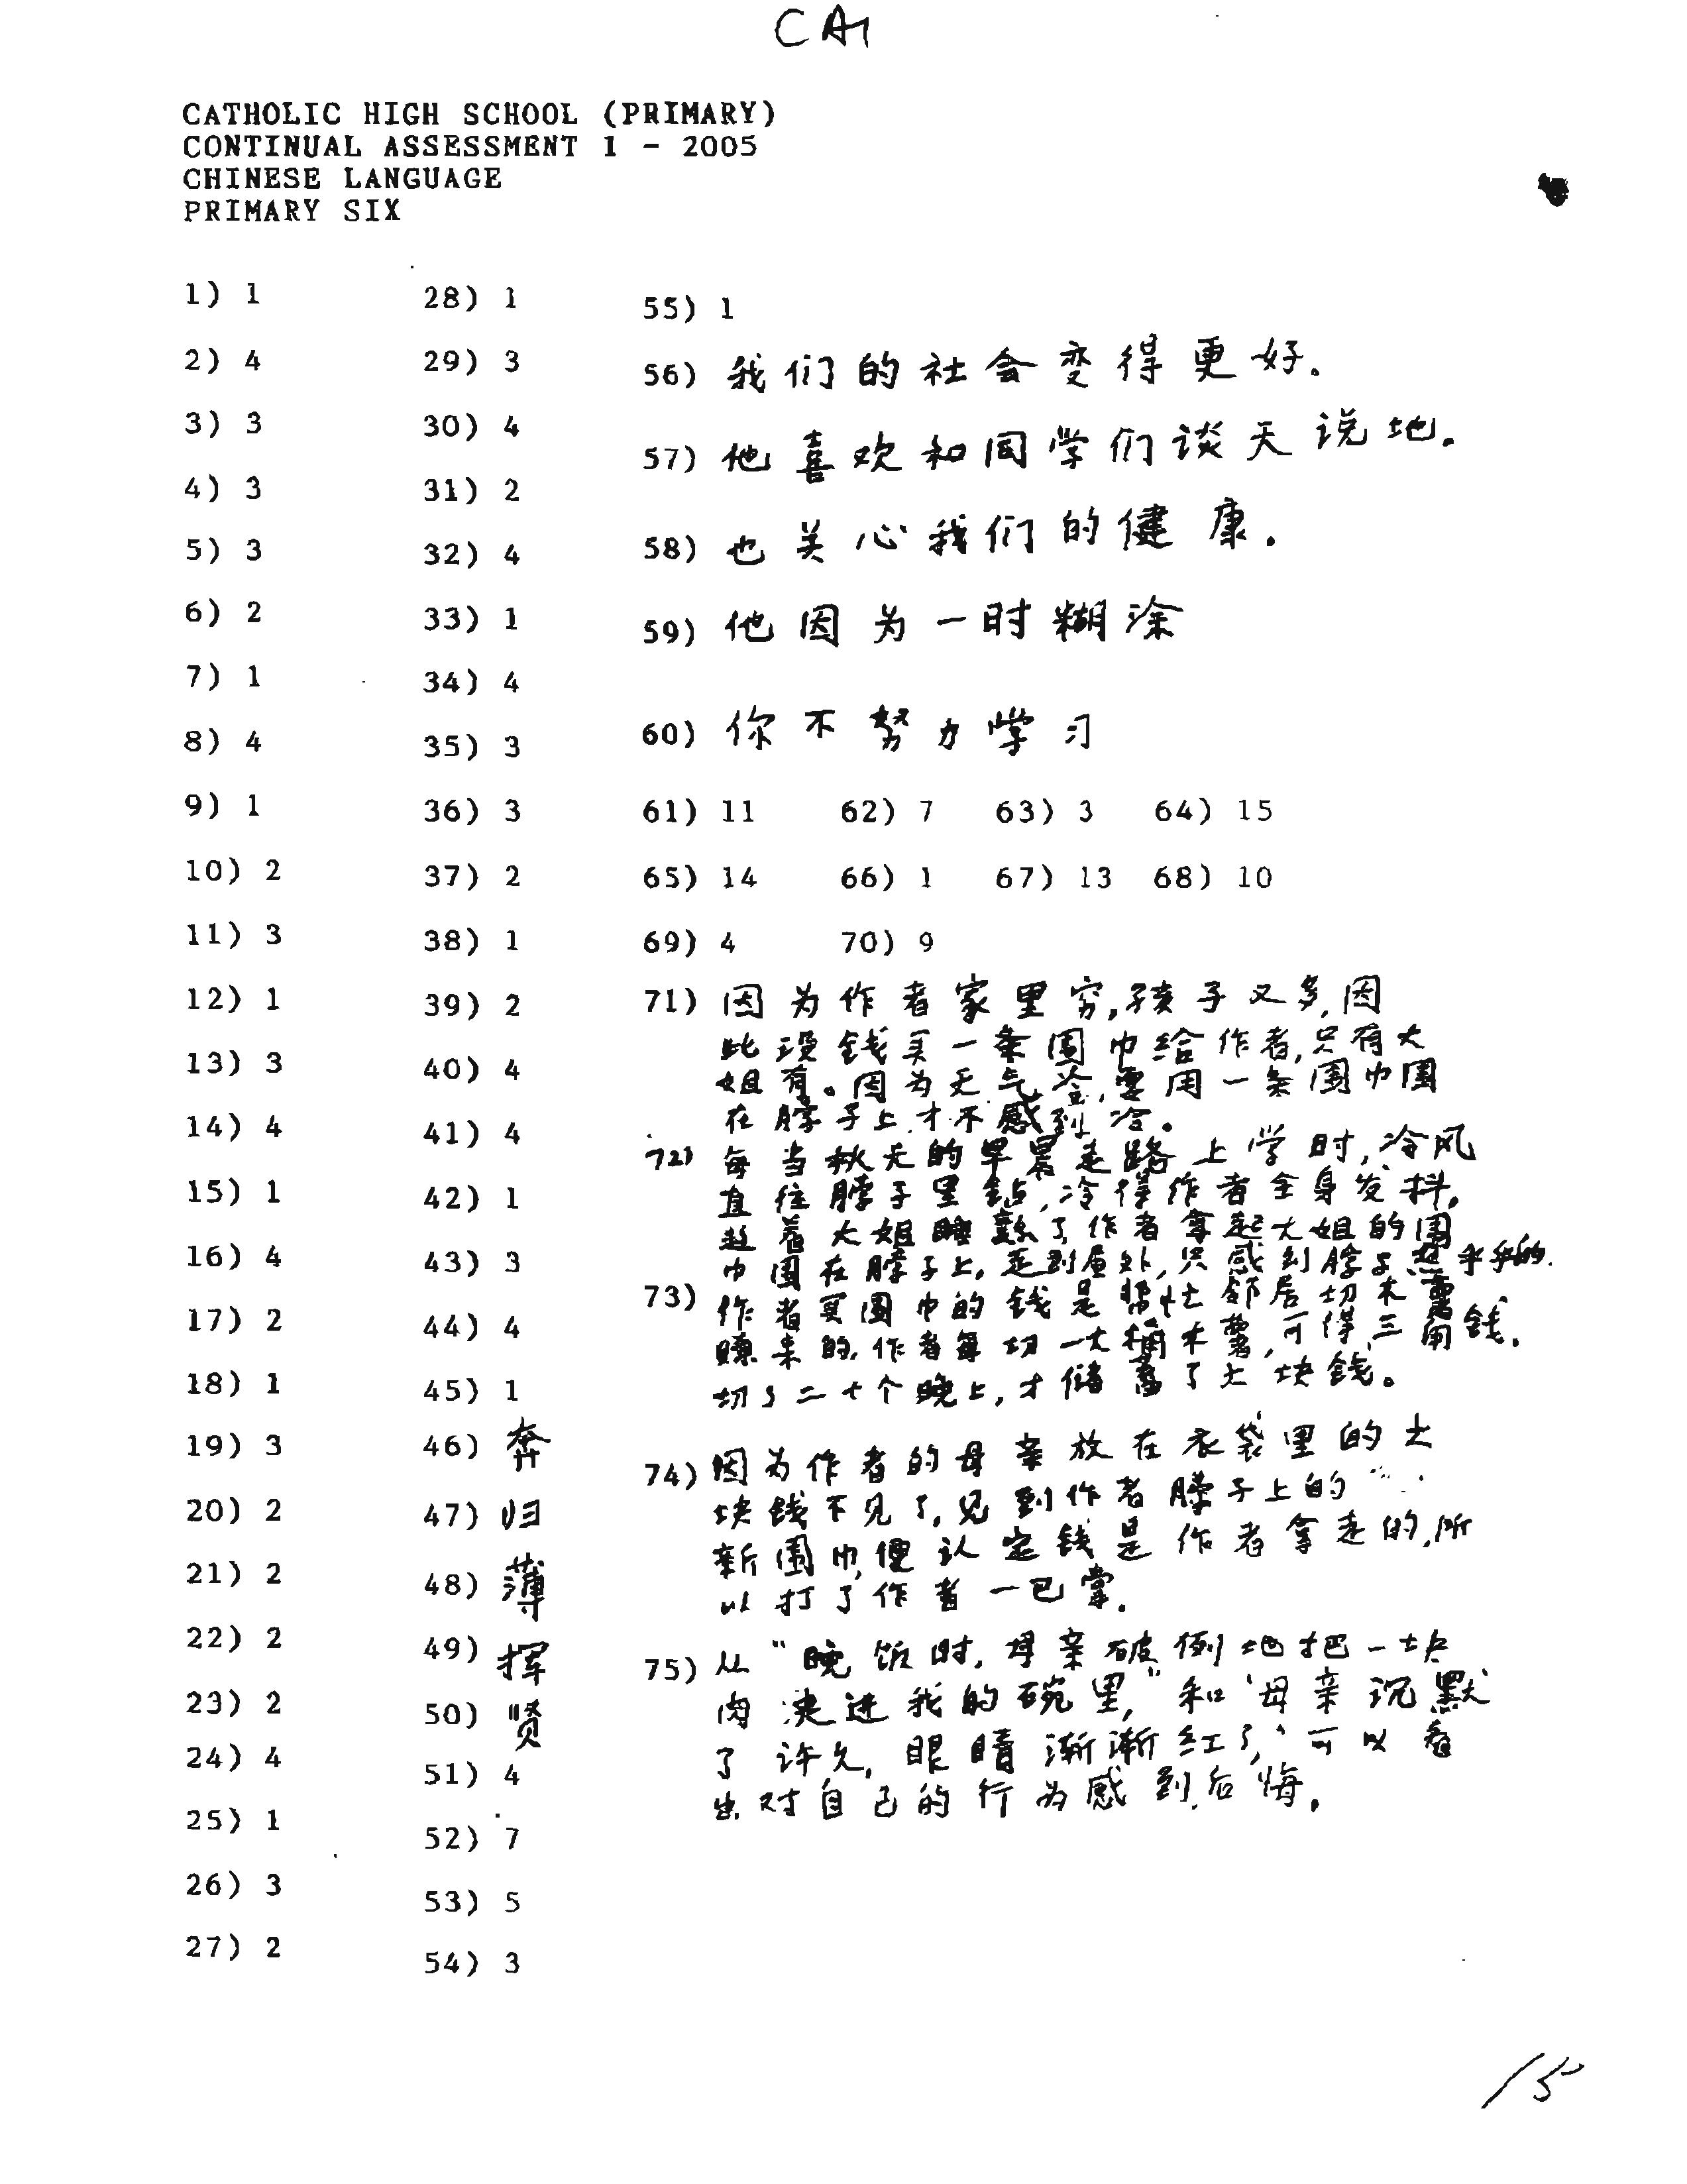 CA1
CATHOLIC HIGH SCHOOL (PRIMARY)
CONTINUAL ASSESSMENT 1 - 2005
CHINESE LANGUAGE
PRIMARY SIX
1) 1
2) 4
3) 3
4) 3
5) 3
6) 2
7) 1
8) 4
9) 1
10) 2
11) 3
12) 1
13) 3
14) 4
15) 1
16) 4
17) 2
18) 1
19) 3
20) 2
21) 2
22) 2
23) 2
24) 4
25) 1
26) 3
27) 2
28) 1
29) 3
30) 4
31) 2
32) 4
33) 1
34) 4
35) 3
36) 3
37) 2
38) 1
39) 2
40) 4
41) 4
42) 1
43) 3
44) 4
45) 1
46) 奔
47) 归
48) 薄
49) 挥
50) 贤
51) 4
52) 7
53) 5
54) 3
55) 1
56) 我们的社会变得更好.
57) 他喜欢和同学们谈天说地.
58) 也关心我们的健康.
59) 他因为一时糊涂
60) 你不努力学习
61) 11 62) 7 63) 3 64) 15
65) 14 66) 1 67) 13 68) 10
69) 4 70) 9
71) 因为作者家里穷,孩子又多,因
此没钱买一条围巾给作者,只有大
姐有。因为天气冷,要用一条围巾围
在脖子上,才不感到冷。
72) 每当秋天的早晨走路上学时,冷风
直往脖子里钻,冷得作者全身发抖.
趁着大姐睡熟了,作者拿起大姐的围
巾围在脖子上,走到屋外,只感到脖子热乎乎的.
73) 作者买围巾的钱是帮忙邻居切木薯
赚来的,作者每切一大桶木薯,可得三角钱.
切了二十个晚上,才储蓄了六块钱。
74) 因为作者的母亲放在衣袋里的六
块钱不见了,见到作者脖子上的
新围巾,便认定钱是作者拿走的,所
以打了作者一巴掌.
75) 从“晚饭时,母亲破例地把一块
肉夹进我的碗里,”和“母亲沉默
了许久,眼睛渐渐红了,”可以看
出对自己的行为感到后悔.
15